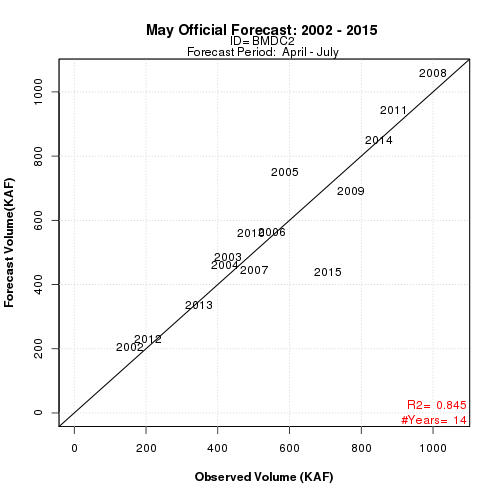 May Official Forecast: 2002 - 2015
ID= BMDC2
Forecast Period: April - July
Forecast Volume(KAF)
1000
800
600
400
200
0
2008
2011
2014
2005
2009
2010
2006
2003
2004
2007
2015
2013
2012
2002
R2= 0.845
#Years= 14
0 200 400 600 800 1000
Observed Volume (KAF)